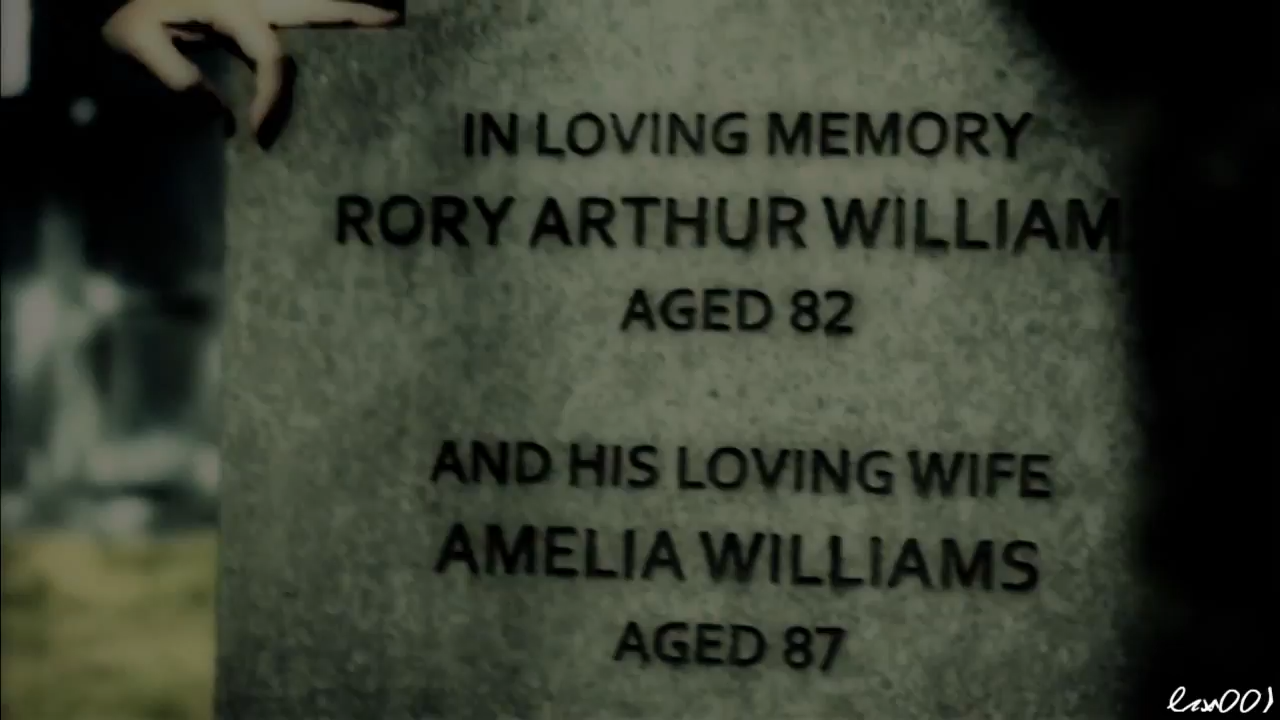 IN LOVING MEMORY
RORY ARTHUR WILLIAM
AGED 82
AND HIS LOVING WIFE
AMELIA WILLIAMS
AGED 87